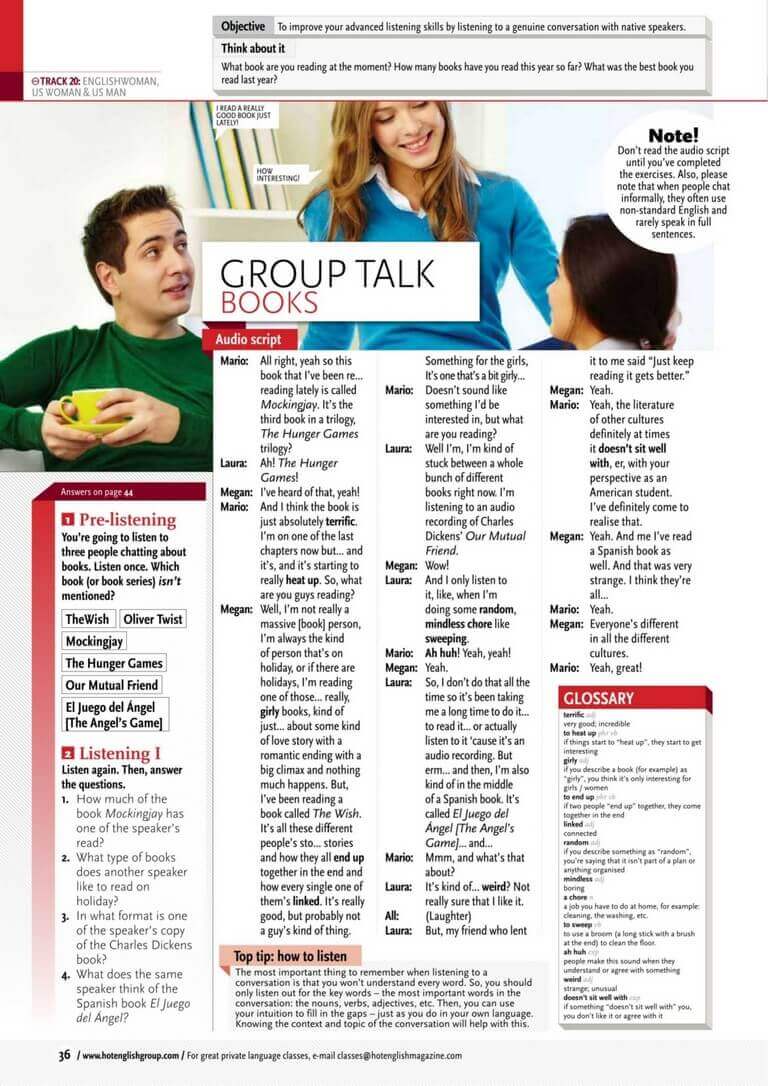 Objective To improve your advanced listening skills by listening to a genuine conversation with native speakers.
Think about it
What book are you reading at the moment? How many books have you read this year so far? What was the best book you
read last year?
TRACK 20: ENGLISHWOMAN,
US WOMAN & US MAN
I READ A REALLY
GOOD BOOK JUST
LATELY!
HOW
INTERESTING!
Note!
Don't read the audio script
until you've completed
the exercises. Also, please
note that when people chat
informally, they often use
non-standard English and
rarely speak in full
sentences.
GROUP TALK
BOOKS
Answers on page 44
1 Pre-listening
You're going to listen to
three people chatting about
books. Listen once. Which
book (or book series) isn't
mentioned?
TheWish Oliver Twist
Mockingjay
The Hunger Games
Our Mutual Friend
El Juego del Ángel
[The Angel's Game]
2 Listening I
Listen again. Then, answer
the questions.
1. How much of the
book Mockingjay has
one of the speaker's
read?
2. What type of books
does another speaker
like to read on
holiday?
3. In what format is one
of the speaker's copy
of the Charles Dickens
book?
4. What does the same
speaker think of the
Spanish book El Juego
del Ángel?
Audio script
Mario: All right, yeah so this
book that I've been re...
reading lately is called
Mockingjay. It's the
third book in a trilogy,
The Hunger Games
trilogy?
Laura: Ah! The Hunger
Games!
Megan: I've heard of that, yeah!
Mario: And I think the book is
just absolutely terrific.
I'm on one of the last
chapters now but... and
it's, and it's starting to
really heat up. So, what
are you guys reading?
Megan: Well, I'm not really a
massive [book] person,
I'm always the kind
of person that's on
holiday, or if there are
holidays, I'm reading
one of those... really,
girly books, kind of
just... about some kind
of love story with a
romantic ending with a
big climax and nothing
much happens. But,
I've been reading a
book called The Wish.
It's all these different
people's sto... stories
and how they all end up
together in the end and
how every single one of
them's linked. It's really
good, but probably not
a guy's kind of thing.
Something for the girls,
It's one that's a bit girly...
Mario: Doesn't sound like
something I'd be
interested in, but what
are you reading?
Laura: Well I'm, I'm kind of
stuck between a whole
bunch of different
books right now. I'm
listening to an audio
recording of Charles
Dickens' Our Mutual
Friend.
Megan: Wow!
Laura: And I only listen to
it, like, when I'm
doing some random,
mindless chore like
sweeping.
Mario: Ah huh! Yeah, yeah!
Megan: Yeah.
Laura: So, I don't do that all the
time so it's been taking
me a long time to do it...
to read it... or actually
listen to it 'cause it's an
audio recording. But
erm... and then, I'm also
kind of in the middle
of a Spanish book. It's
called El Juego del
Ángel [The Angel's
Game]... and...
Mario: Mmm, and what's that
about?
Laura: It's kind of... weird? Not
really sure that I like it.
All: (Laughter)
Laura: But, my friend who lent
it to me said "Just keep
reading it gets better."
Megan: Yeah.
Mario: Yeah, the literature
of other cultures
definitely at times
it doesn't sit well
with, er, with your
perspective as an
American student.
I've definitely come to
realise that.
Megan: Yeah. And me I've read
a Spanish book as
well. And that was very
strange. I think they're
all...
Mario: Yeah.
Megan: Everyone's different
in all the different
cultures.
Mario: Yeah, great!
GLOSSARY
terrific adj
very good; incredible
to heat up phr vb
if things start to "heat up", they start to get
interesting
girly adj
if you describe a book (for example) as
"girly", you think it's only interesting for
girls / women
to end up phr vb
if two people "end up" together, they come
together in the end
linked adj
connected
random adj
if you describe something as "random",
you're saying that it isn't part of a plan or
anything organised
mindless adj
boring
a chore n
a job you have to do at home, for example:
cleaning, the washing, etc.
to sweep vb
to use a broom (a long stick with a brush
at the end) to clean the floor.
ah huh exp
people make this sound when they
understand or agree with something
weird adj
strange; unusual
doesn't sit well with exp
if something "doesn't sit well with" you,
you don't like it or agree with it
Top tip: how to listen
The most important thing to remember when listening to a
conversation is that you won't understand every word. So, you should
only listen out for the key words – the most important words in the
conversation: the nouns, verbs, adjectives, etc. Then, you can use
your intuition to fill in the gaps – just as you do in your own language.
Knowing the context and topic of the conversation will help with this.
36 / www.hotenglishgroup.com / For great private language classes, e-mail classes@hotenglishmagazine.com